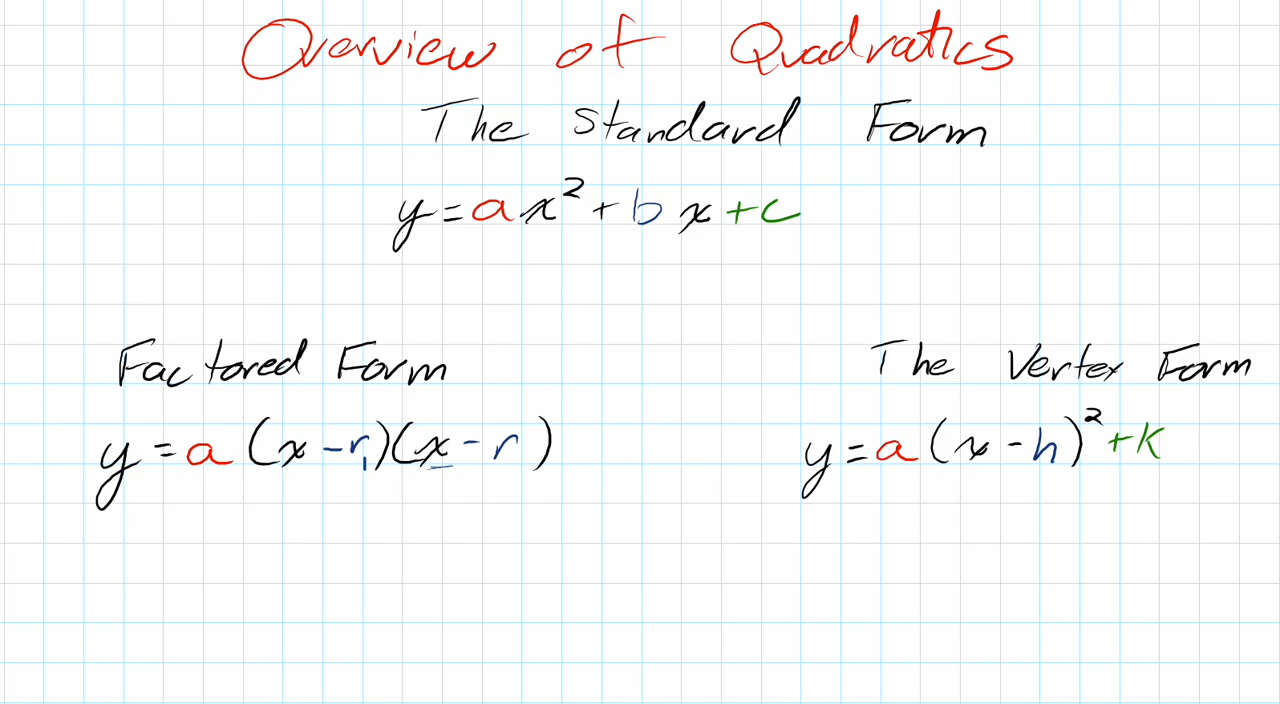 Overview of Quadratics
The Standard Form
y = ax² + bx + c
Factored Form
y = a(x - r₁)(x - r)
The Vertex Form
y = a(x - h)² + k